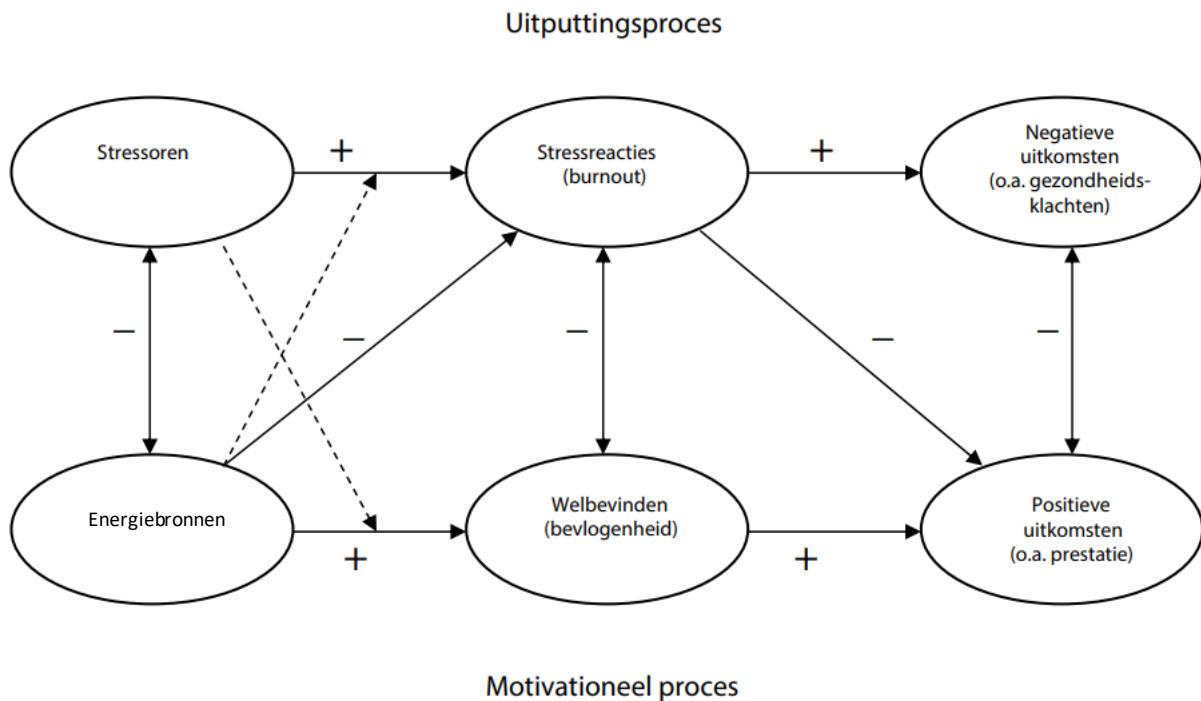 Uitputtingsproces
Stressoren
+
Stressreacties
(burnout)
+
Negatieve
uitkomsten
(o.a. gezondheids-
klachten)
–
–
–
–
–
Energiebronnen
+
Welbevinden
(bevlogenheid)
+
Positieve
uitkomsten
(o.a. prestatie)
Motivationeel proces